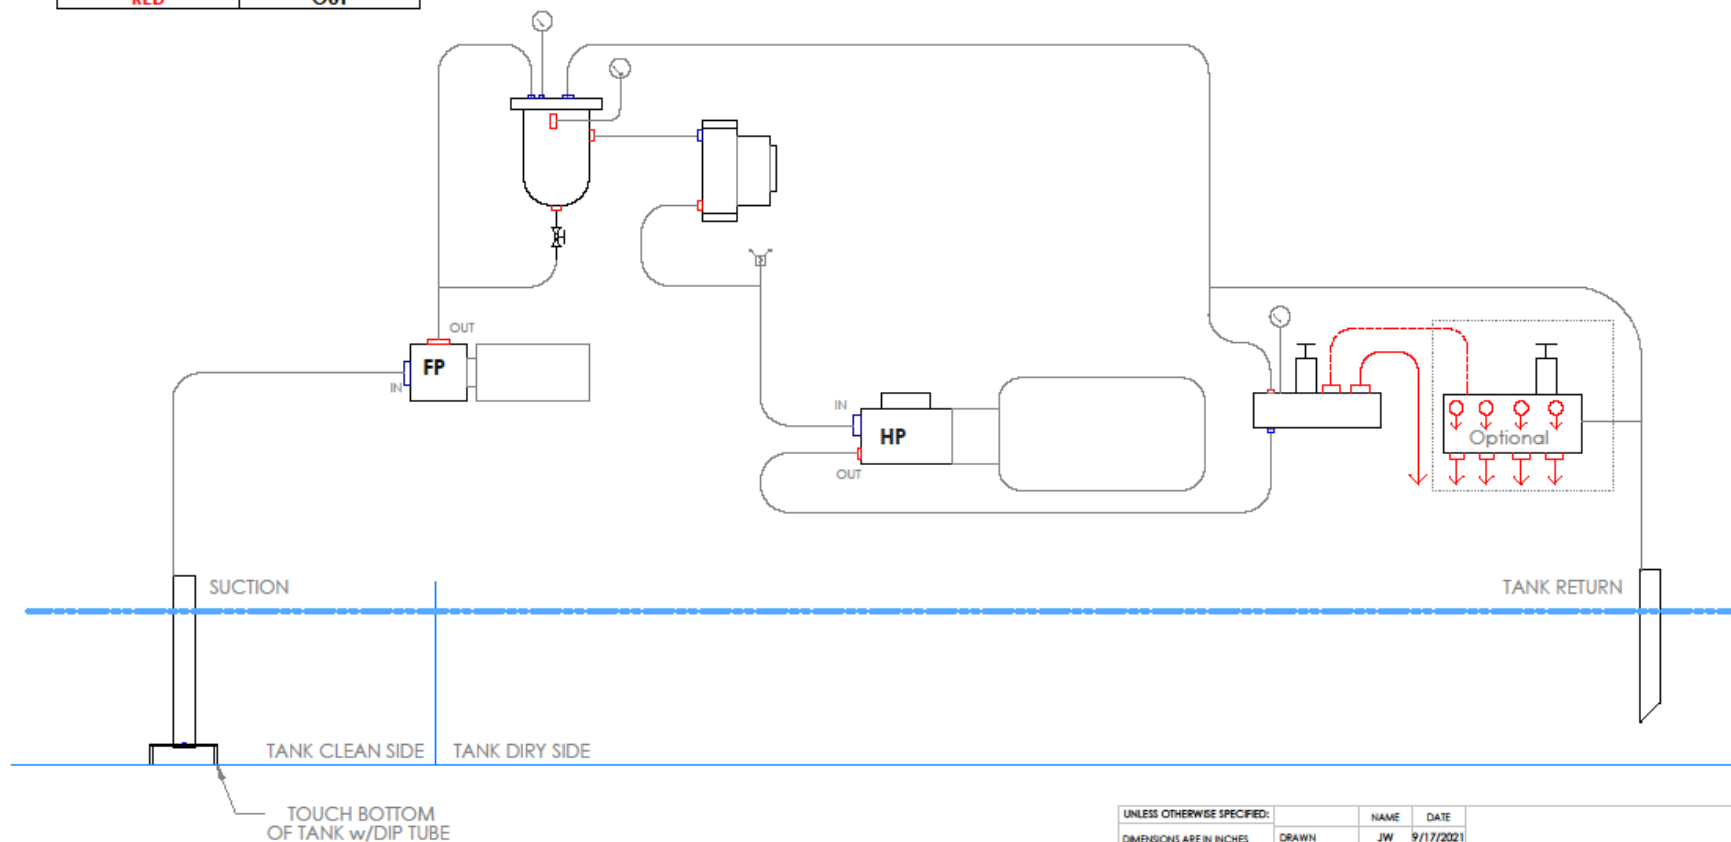 RED OUT
OUT
FP
IN
IN
HP
OUT
Optional
SUCTION
TANK RETURN
TANK CLEAN SIDE
TANK DIRY SIDE
TOUCH BOTTOM
OF TANK w/DIP TUBE
UNLESS OTHERWISE SPECIFIED:
NAME DATE
DIMENSIONS ARE IN INCHES
DRAWN JW 9/17/2021